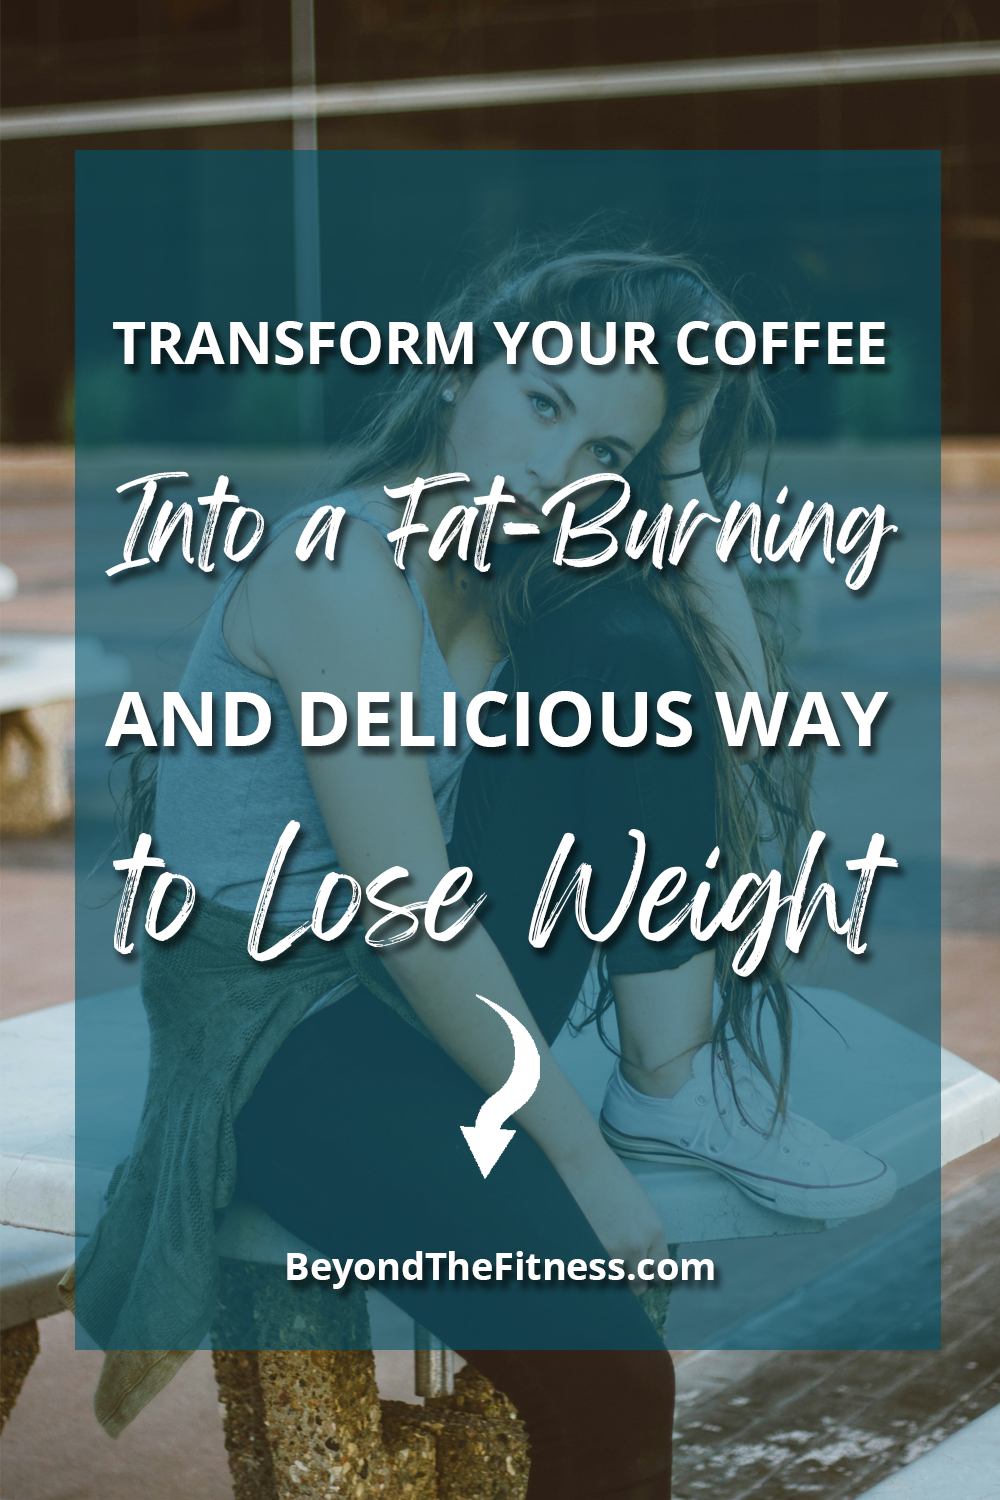 TRANSFORM YOUR COFFEE
Into a Fat-Burning
AND DELICIOUS WAY
to Lose Weight
BeyondTheFitness.com